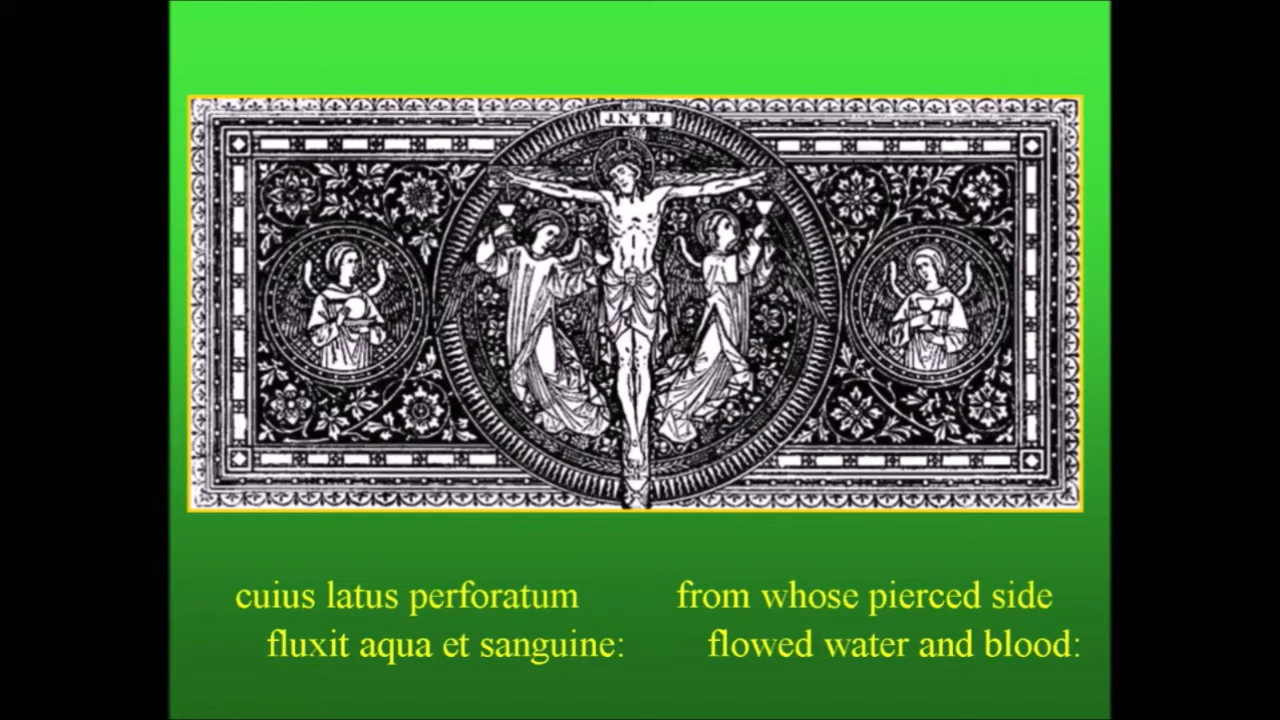 J.N.R.J
cuius latus perforatum
fluxit aqua et sanguine:
from whose pierced side
flowed water and blood: